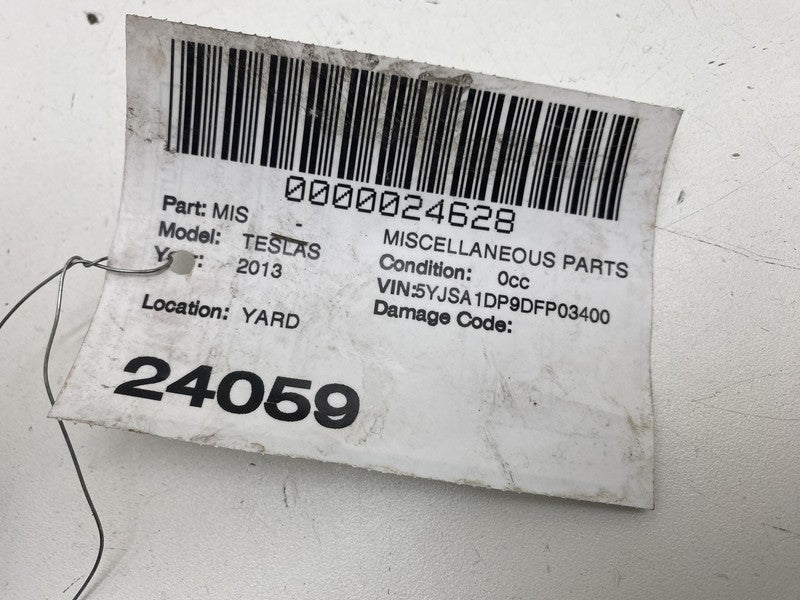 0000024628
Part: MIS - MISCELLANEOUS PARTS
Model: TESLAS Condition: 0cc
2013 VIN:5YJSA1DP9DFP03400
Location: YARD Damage Code:
24059